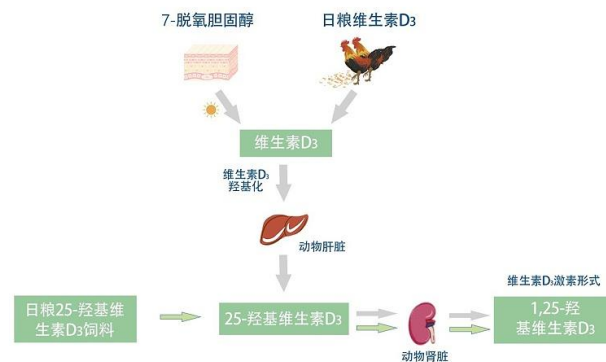 7-脱氧胆固醇
日粮维生素D₃
维生素D₃
维生素D₃
羟基化
动物肝脏
维生素D₃激素形式
日粮25-羟基维
生素D₃饲料
25-羟基维生素D₃
1,25-羟
基维生素D₃
动物肾脏